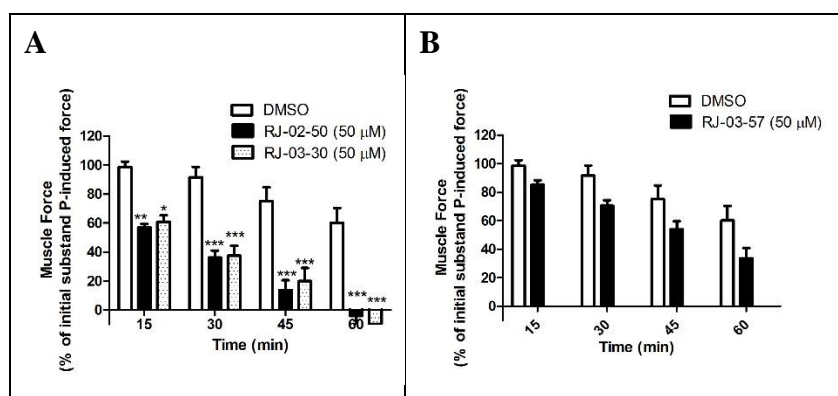 A
DMSO
RJ-02-50 (50 μM)
RJ-03-30 (50 μM)
Muscle Force
(% of initial substand P-induced force)
120
100
80
60
40
20
0
** *
*** ***
*** ***
*** ***
15 30 45 60
Time (min)
B
DMSO
RJ-03-57 (50 μM)
Muscle Force
(% of initial substand P-induced force)
120
100
80
60
40
20
0
15 30 45 60
Time (min)